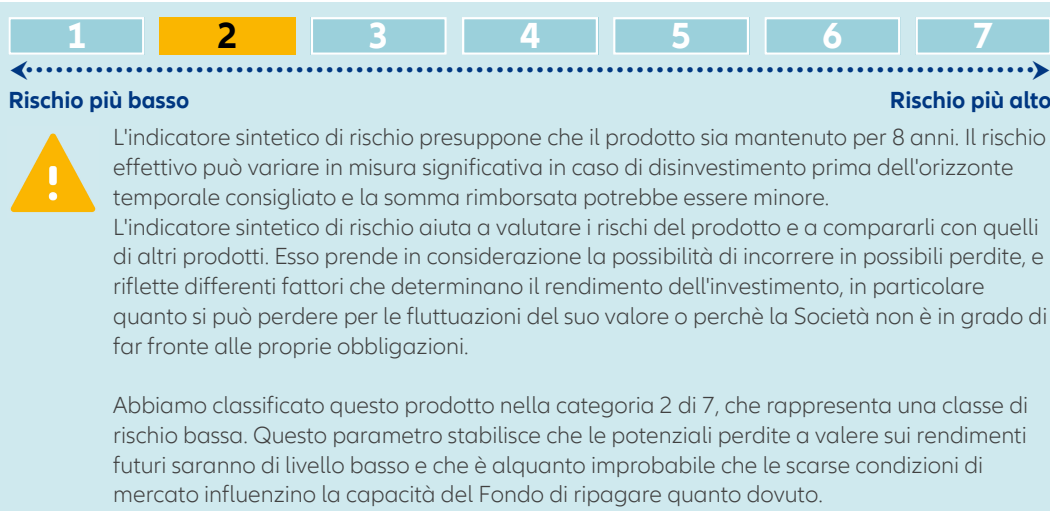 1 2 3 4 5 6 7
Rischio più basso Rischio più alto
L'indicatore sintetico di rischio presuppone che il prodotto sia mantenuto per 8 anni. Il rischio
effettivo può variare in misura significativa in caso di disinvestimento prima dell'orizzonte
temporale consigliato e la somma rimborsata potrebbe essere minore.
L'indicatore sintetico di rischio aiuta a valutare i rischi del prodotto e a compararli con quelli
di altri prodotti. Esso prende in considerazione la possibilità di incorrere in possibili perdite, e
riflette differenti fattori che determinano il rendimento dell'investimento, in particolare
quanto si può perdere per le fluttuazioni del suo valore o perchè la Società non è in grado di
far fronte alle proprie obbligazioni.
Abbiamo classificato questo prodotto nella categoria 2 di 7, che rappresenta una classe di
rischio bassa. Questo parametro stabilisce che le potenziali perdite a valere sui rendimenti
futuri saranno di livello basso e che è alquanto improbabile che le scarse condizioni di
mercato influenzino la capacità del Fondo di ripagare quanto dovuto.